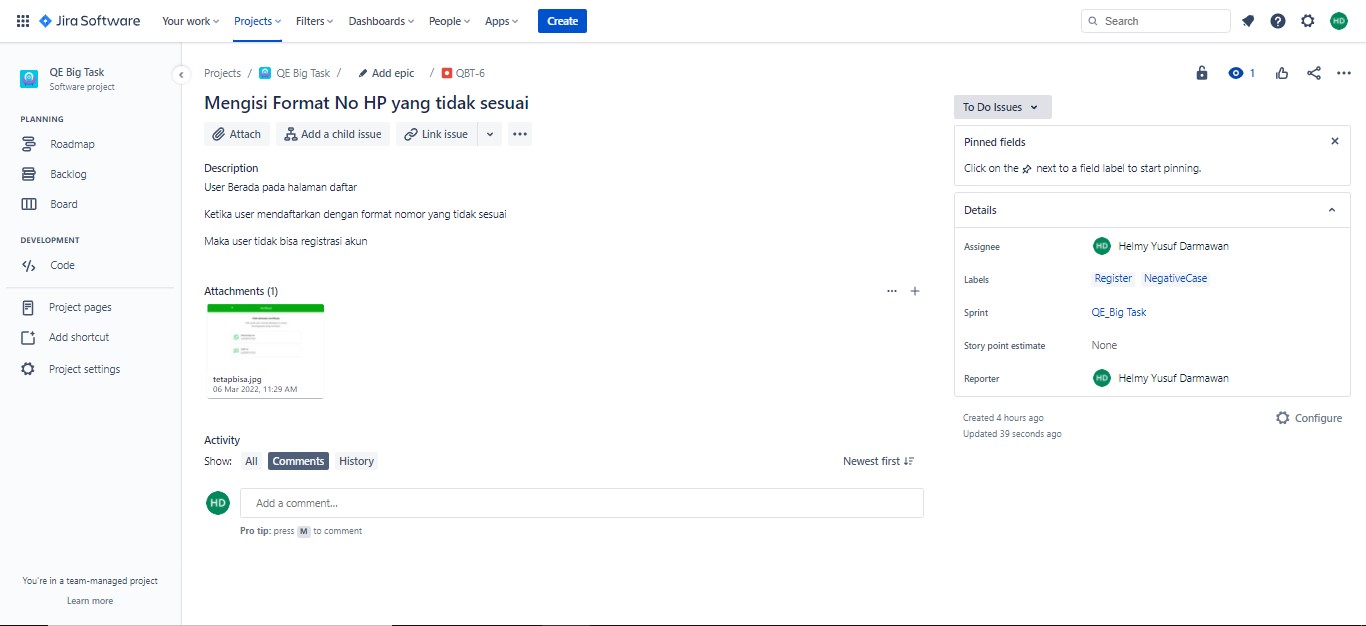 Jira Software
Your work
Projects
Filters
Dashboards
People
Apps
Create
Search
HD
QE Big Task
Software project
PLANNING
Roadmap
Backlog
Board
DEVELOPMENT
Code
Project pages
Add shortcut
Project settings
You're in a team-managed project
Learn more
Projects / QE Big Task / Add epic / QBT-6
Mengisi Format No HP yang tidak sesuai
Attach
Add a child issue
Link issue
Description
User Berada pada halaman daftar
Ketika user mendaftarkan dengan format nomor yang tidak sesuai
Maka user tidak bisa registrasi akun
Attachments (1)
tetapbisa.jpg
06 Mar 2022, 11:29 AM
Activity
Show: All Comments History
Newest first
HD
Add a comment...
Pro tip: press M to comment
1
To Do Issues
Pinned fields
Click on the next to a field label to start pinning.
Details
Assignee HD Helmy Yusuf Darmawan
Labels Register NegativeCase
Sprint QE_Big Task
Story point estimate None
Reporter HD Helmy Yusuf Darmawan
Created 4 hours ago
Updated 39 seconds ago
Configure